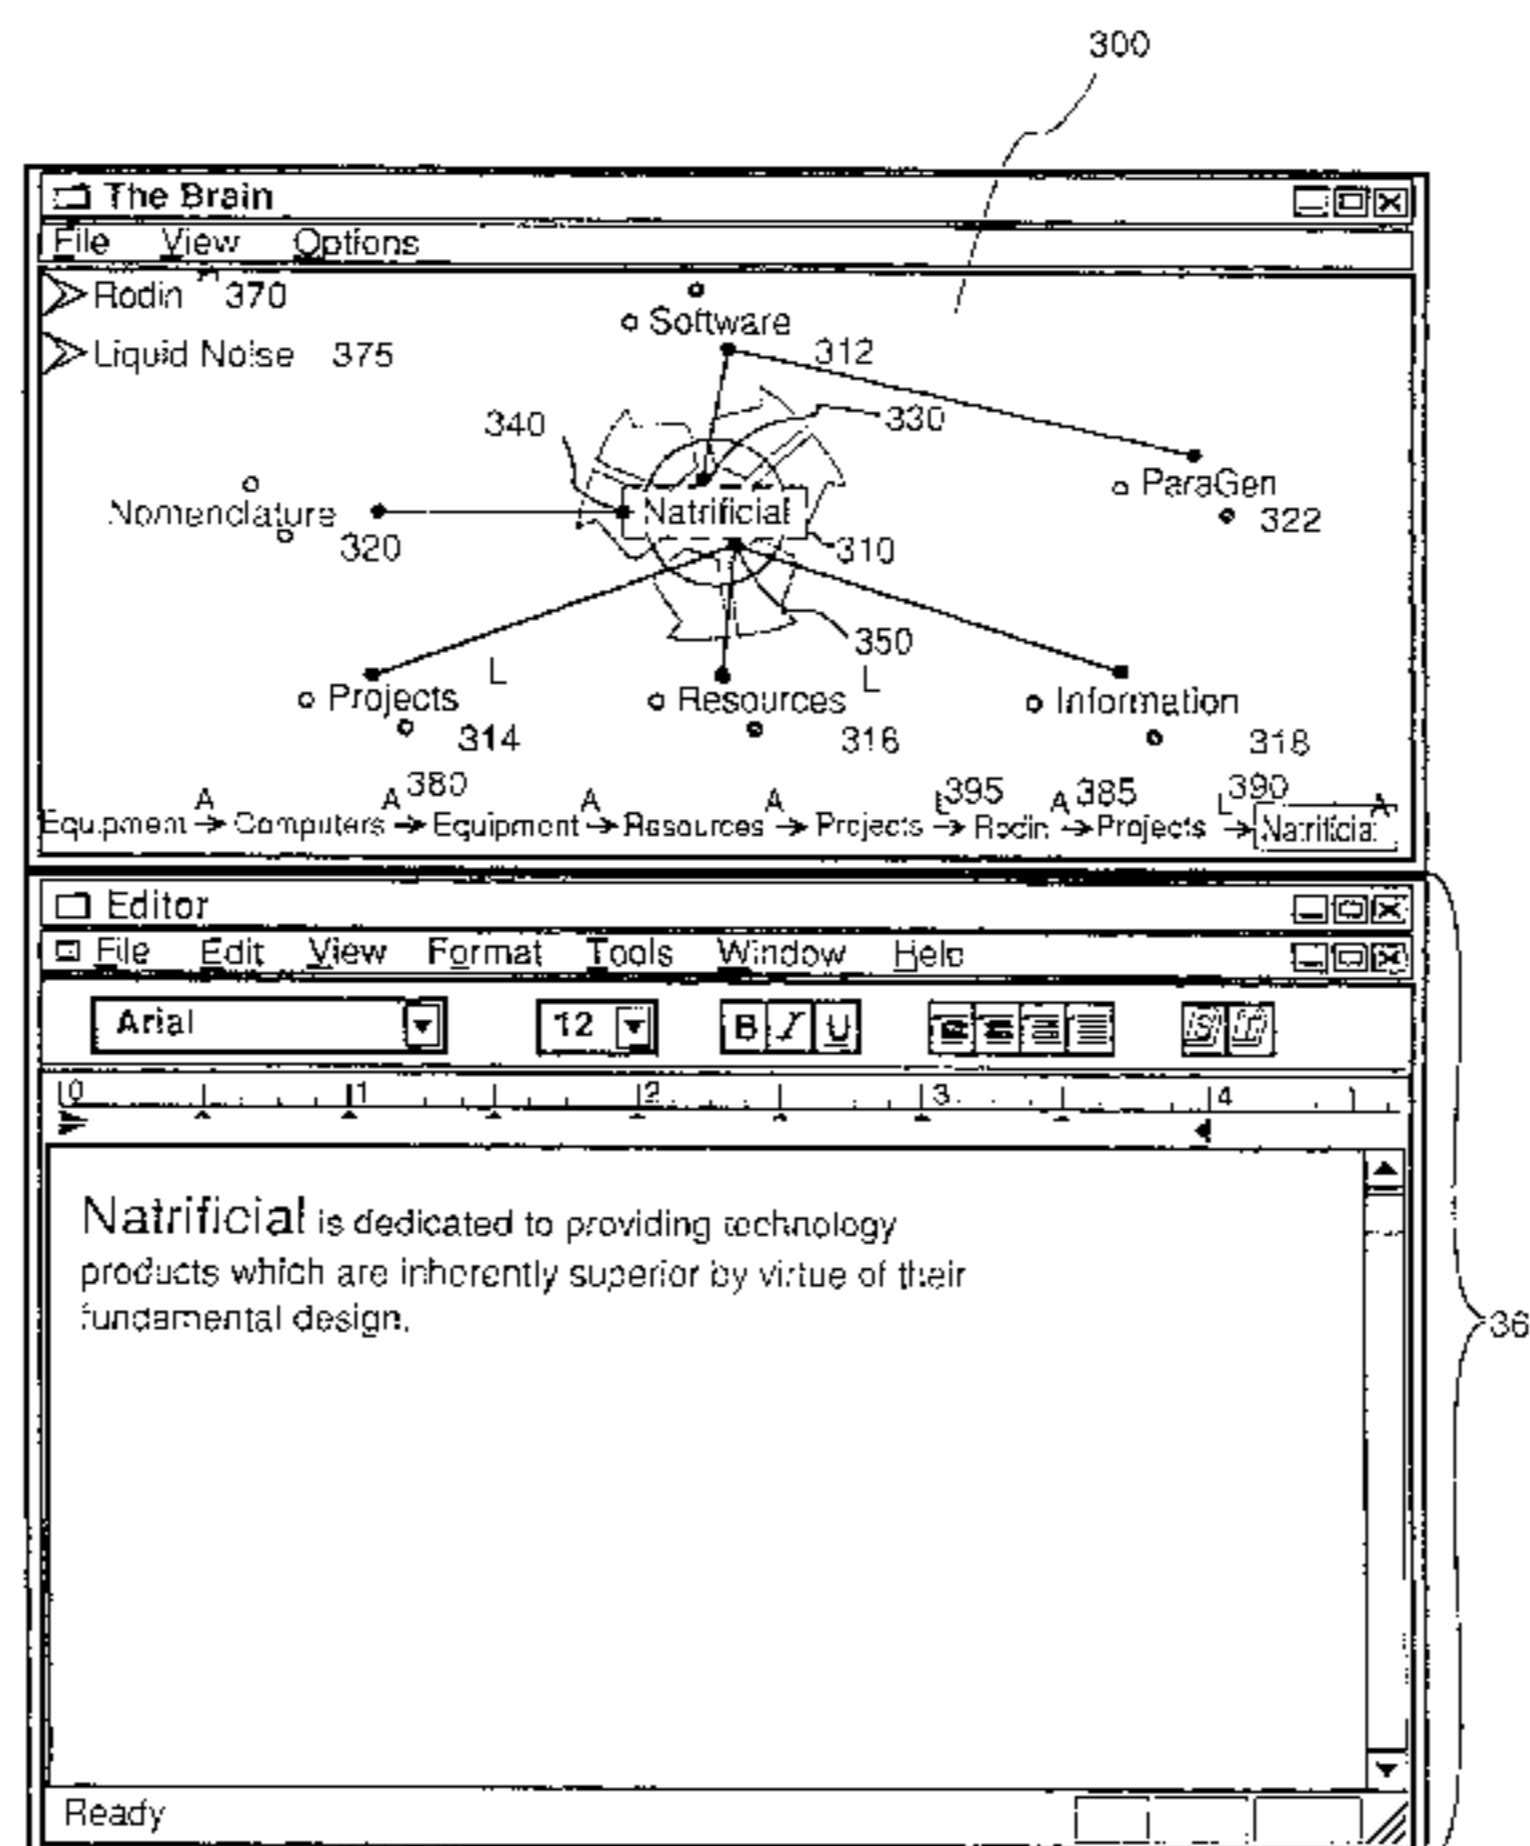 300
The Brain
File View Options
Rodin 370
Software
Liquid Noise 375
312
340
330
ParaGen
322
Nomenclature
320
Natrificial
310
350
Projects L
314
Resources L
316
Information
318
A A 380 A A L 395 A 385 L 390 A
Equipment → Computers → Equipment → Resources → Projects → Rodin → Projects → Natrificial
Editor
File Edit View Format Tools Window Help
Arial 12 B I U
0 1 2 3 4
Natrificial is dedicated to providing technology
products which are inherently superior by virtue of their
fundamental design.
36
Ready